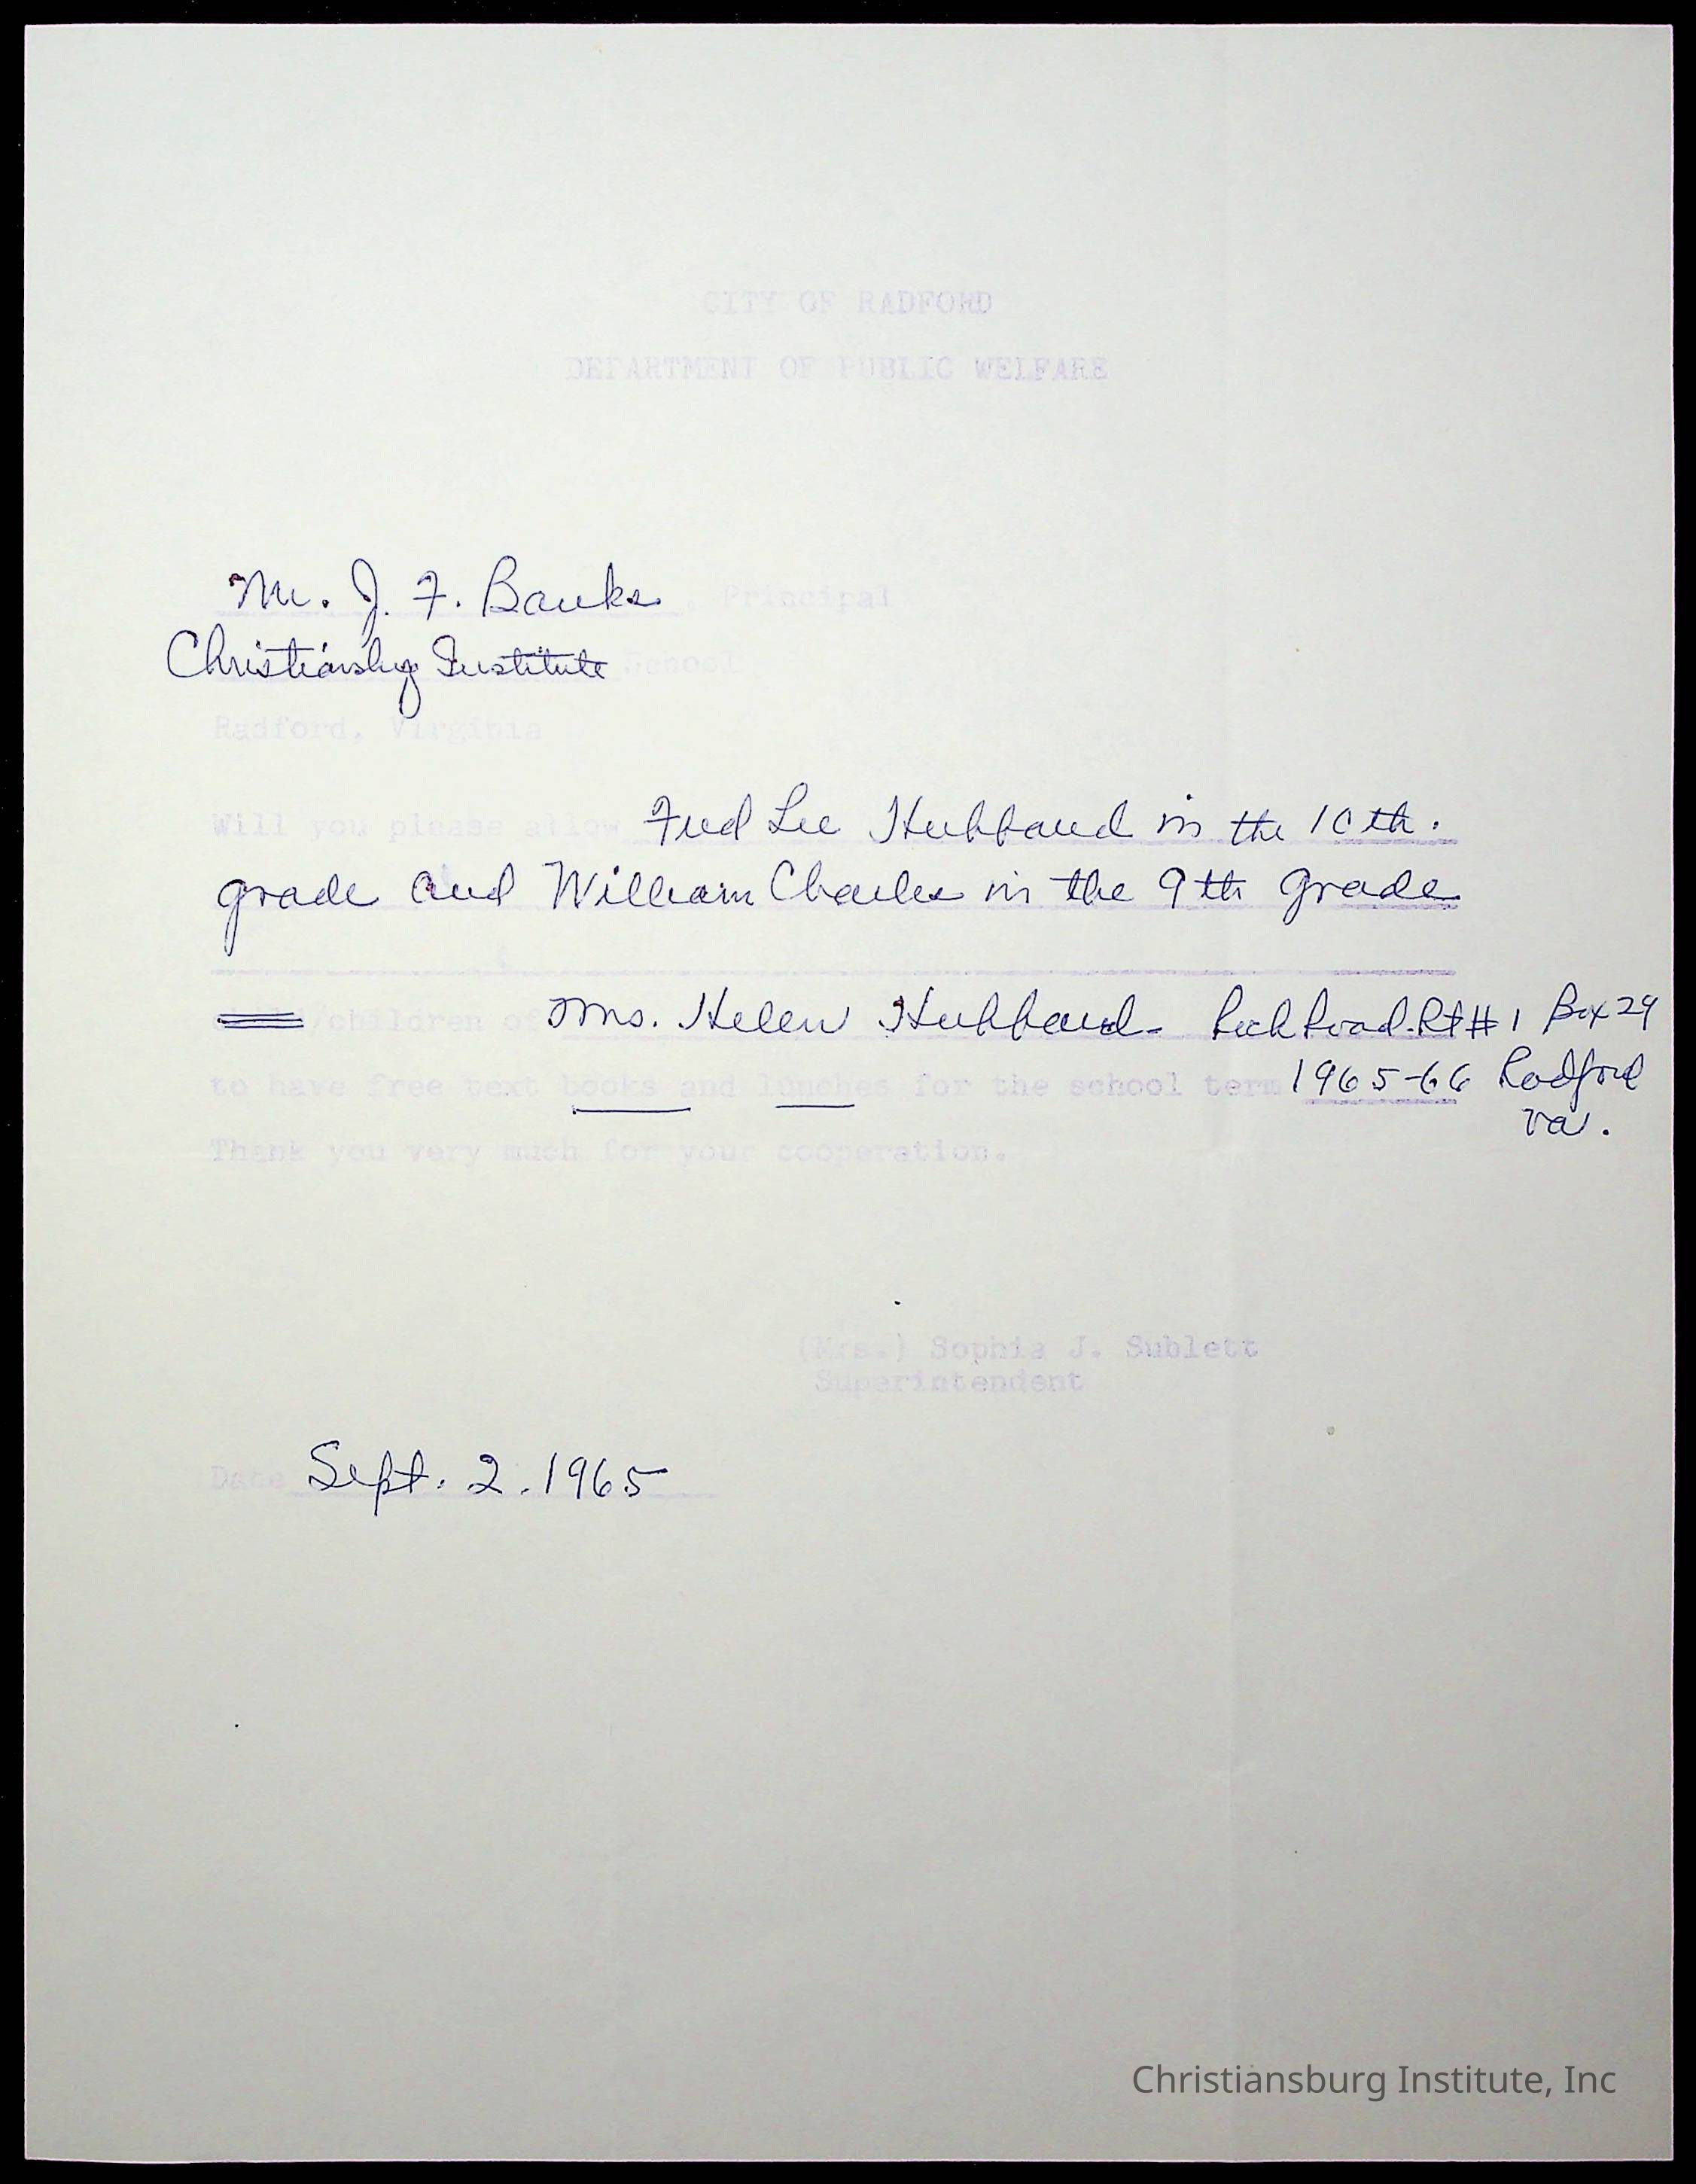 CITY OF RADFORD
DEPARTMENT OF PUBLIC WELFARE
Mr. J. F. Banks, Principal
Christiansbg Institute School
Radford, Virginia
Will you please allow Fred Lee Hubbard in the 10th.
grade and William Charles in the 9th grade
/children of Mrs. Helen Hubbard- Rock Road. Rt #1 Box 29
to have free text books and lunches for the school term 1965-66 Radford
Va.
Thank you very much for your cooperation.
(Mrs.) Sophia J. Sublett
Superintendent
Date Sept. 2. 1965
Christiansburg Institute, Inc